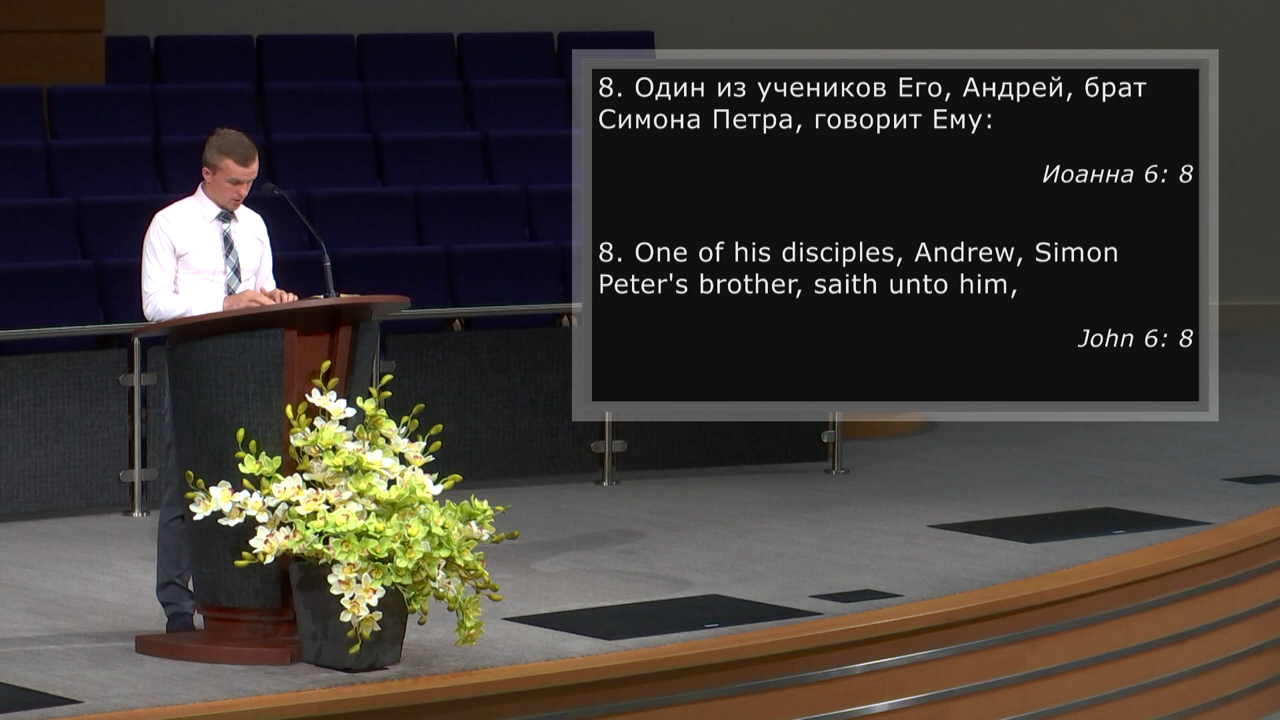 8. Один из учеников Его, Андрей, брат
Симона Петра, говорит Ему:
Иоанна 6: 8
8. One of his disciples, Andrew, Simon
Peter's brother, saith unto him,
John 6: 8